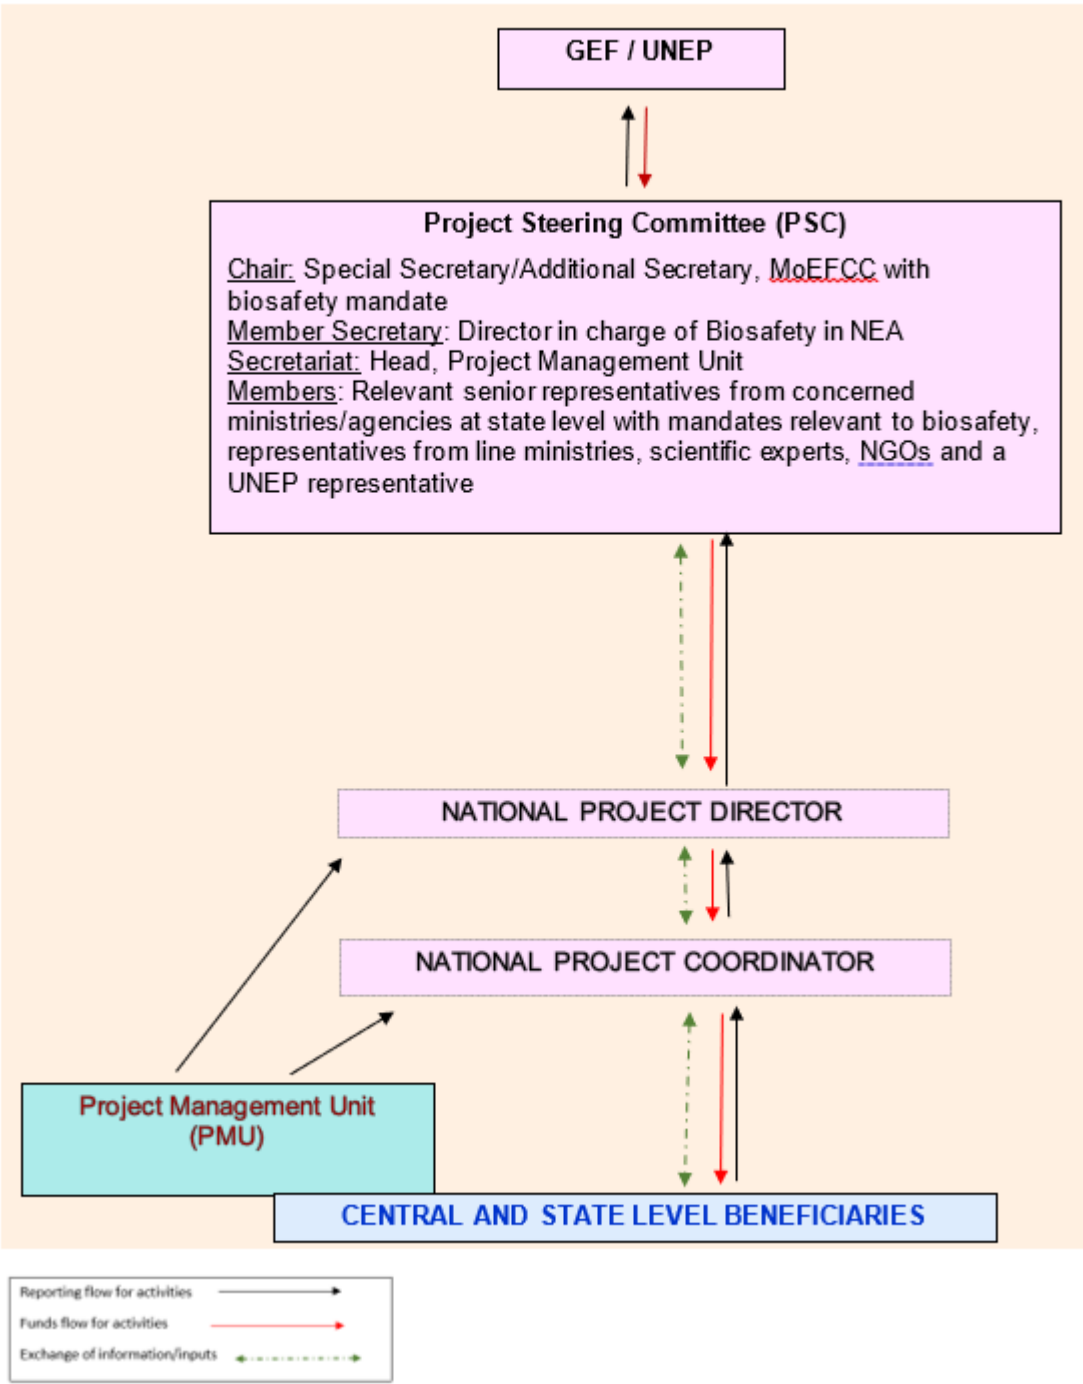 GEF / UNEP
Project Steering Committee (PSC)
Chair: Special Secretary/Additional Secretary, MoEFCC with
biosafety mandate
Member Secretary: Director in charge of Biosafety in NEA
Secretariat: Head, Project Management Unit
Members: Relevant senior representatives from concerned
ministries/agencies at state level with mandates relevant to biosafety,
representatives from line ministries, scientific experts, NGOs and a
UNEP representative
NATIONAL PROJECT DIRECTOR
NATIONAL PROJECT COORDINATOR
Project Management Unit
(PMU)
CENTRAL AND STATE LEVEL BENEFICIARIES
Reporting flow for activities
Funds flow for activities
Exchange of information/inputs